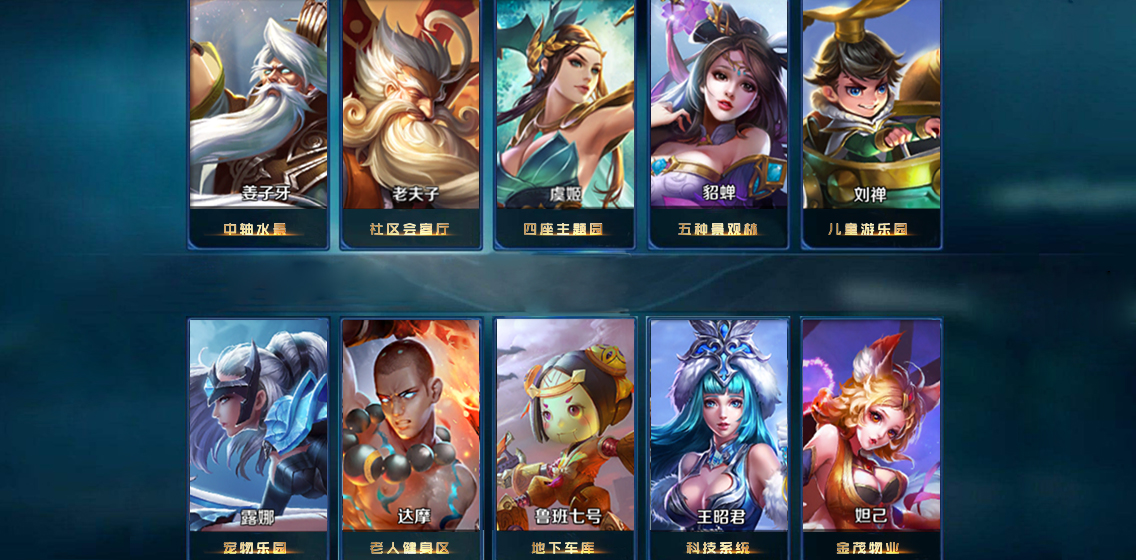 姜子牙
老夫子
虞姬
貂蝉
刘禅
中轴水景
社区会客厅
四座主题园
五种景观林
儿童游乐园
露娜
达摩
鲁班七号
王昭君
妲己
宠物乐园
老人健身区
地下车库
科技系统
金茂物业